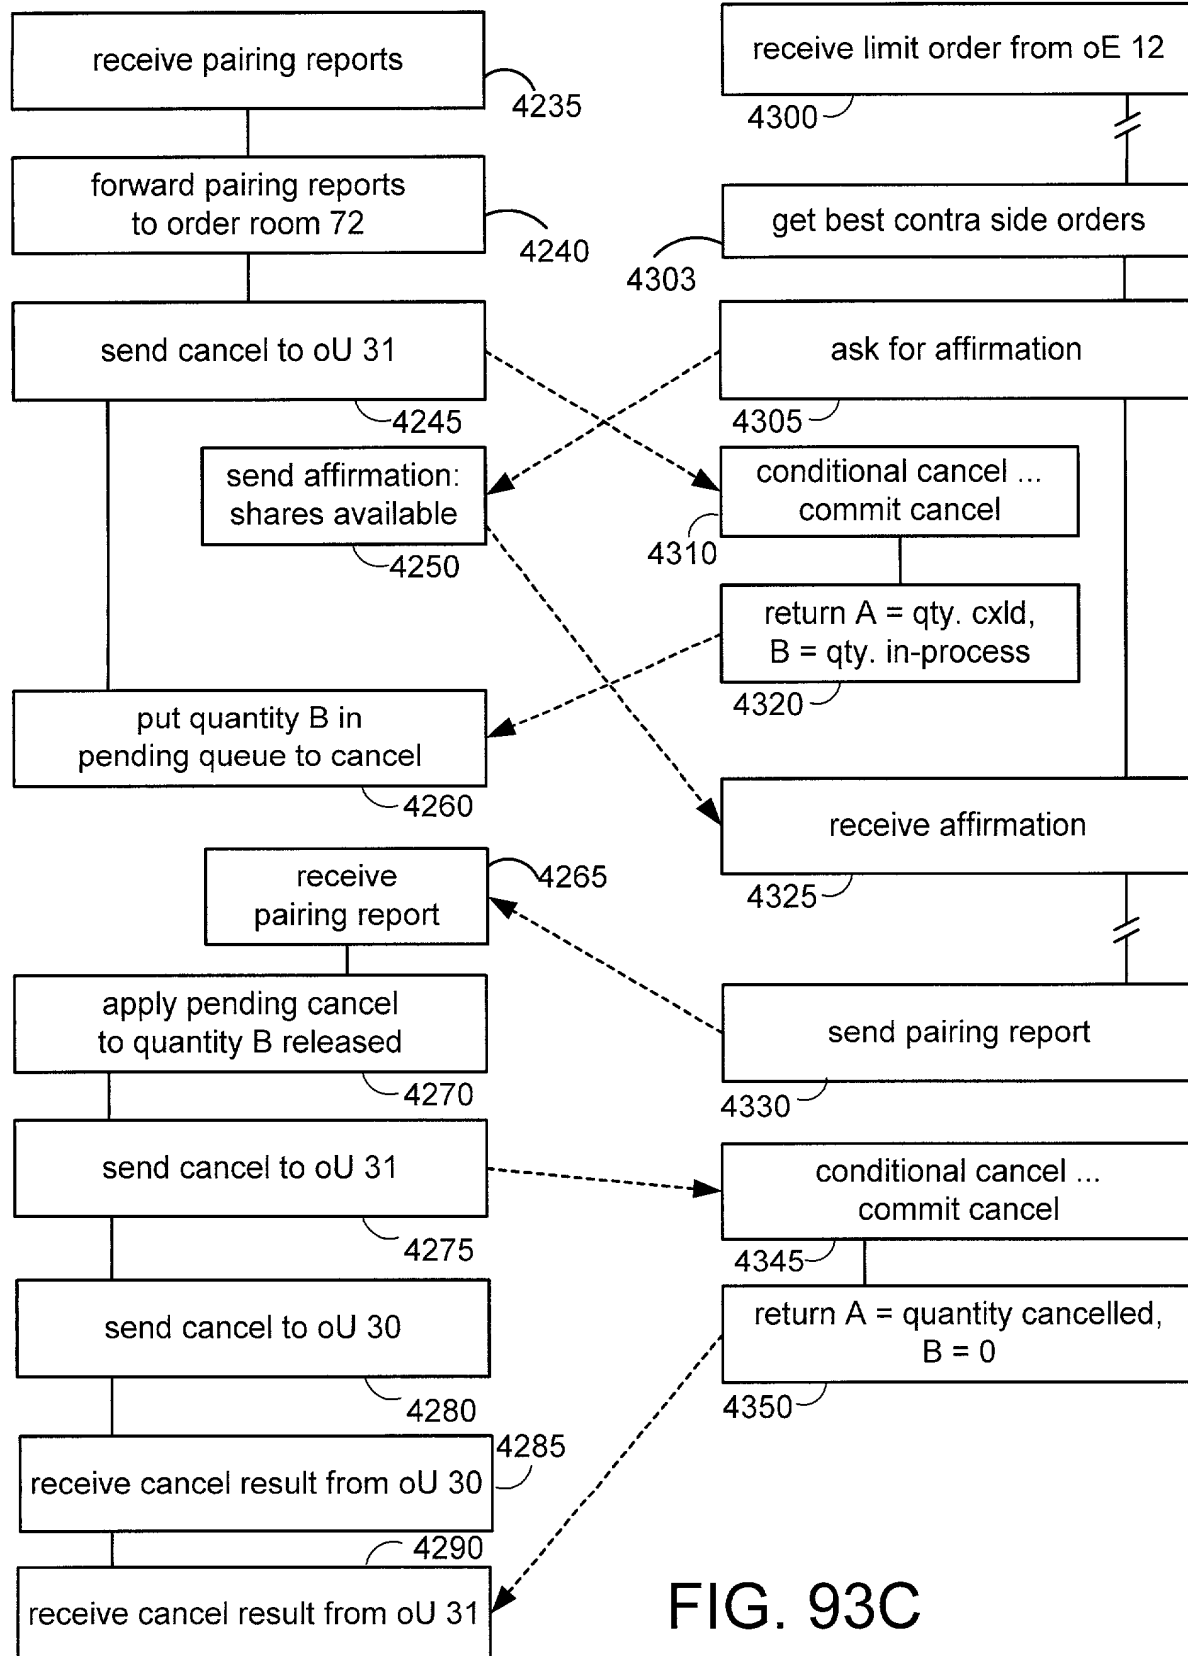 receive pairing reports
4235
forward pairing reports
to order room 72
4240
send cancel to oU 31
4245
send affirmation:
shares available
4250
put quantity B in
pending queue to cancel
4260
receive
pairing report
4265
apply pending cancel
to quantity B released
4270
send cancel to oU 31
4275
send cancel to oU 30
4280
receive cancel result from oU 30
4285
4290
receive cancel result from oU 31
receive limit order from oE 12
4300
get best contra side orders
4303
ask for affirmation
4305
conditional cancel ...
commit cancel
4310
return A = qty. cxld,
B = qty. in-process
4320
receive affirmation
4325
send pairing report
4330
conditional cancel ...
commit cancel
4345
return A = quantity cancelled,
B = 0
4350
FIG. 93C